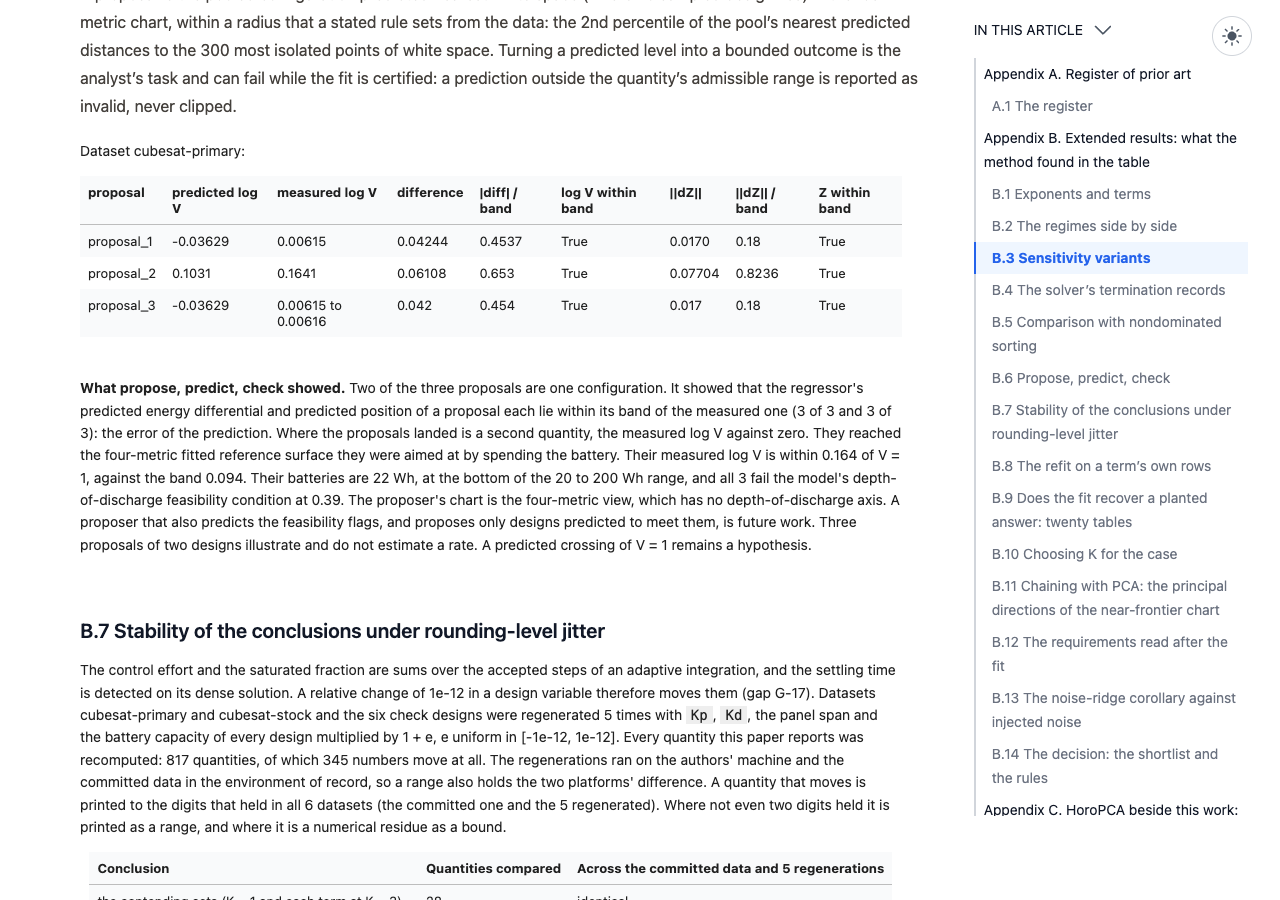 metric chart, within a radius that a stated rule sets from the data: the 2nd percentile of the pool's nearest predicted
distances to the 300 most isolated points of white space. Turning a predicted level into a bounded outcome is the
analyst's task and can fail while the fit is certified: a prediction outside the quantity's admissible range is reported as
invalid, never clipped.
Dataset cubesat-primary:
proposal predicted log V measured log V difference |diff| / band log V within band ||dZ|| ||dZ|| / band Z within band
proposal_1 -0.03629 0.00615 0.04244 0.4537 True 0.0170 0.18 True
proposal_2 0.1031 0.1641 0.06108 0.653 True 0.07704 0.8236 True
proposal_3 -0.03629 0.00615 to 0.00616 0.042 0.454 True 0.017 0.18 True
What propose, predict, check showed. Two of the three proposals are one configuration. It showed that the regressor's
predicted energy differential and predicted position of a proposal each lie within its band of the measured one (3 of 3 and 3 of
3): the error of the prediction. Where the proposals landed is a second quantity, the measured log V against zero. They reached
the four-metric fitted reference surface they were aimed at by spending the battery. Their measured log V is within 0.164 of V =
1, against the band 0.094. Their batteries are 22 Wh, at the bottom of the 20 to 200 Wh range, and all 3 fail the model's depth-
of-discharge feasibility condition at 0.39. The proposer's chart is the four-metric view, which has no depth-of-discharge axis. A
proposer that also predicts the feasibility flags, and proposes only designs predicted to meet them, is future work. Three
proposals of two designs illustrate and do not estimate a rate. A predicted crossing of V = 1 remains a hypothesis.
B.7 Stability of the conclusions under rounding-level jitter
The control effort and the saturated fraction are sums over the accepted steps of an adaptive integration, and the settling time
is detected on its dense solution. A relative change of 1e-12 in a design variable therefore moves them (gap G-17). Datasets
cubesat-primary and cubesat-stock and the six check designs were regenerated 5 times with Kp, Kd, the panel span and
the battery capacity of every design multiplied by 1 + e, e uniform in [-1e-12, 1e-12]. Every quantity this paper reports was
recomputed: 817 quantities, of which 345 numbers move at all. The regenerations ran on the authors' machine and the
committed data in the environment of record, so a range also holds the two platforms' difference. A quantity that moves is
printed to the digits that held in all 6 datasets (the committed one and the 5 regenerated). Where not even two digits held it is
printed as a range, and where it is a numerical residue as a bound.
Conclusion Quantities compared Across the committed data and 5 regenerations
IN THIS ARTICLE
Appendix A. Register of prior art
A.1 The register
Appendix B. Extended results: what the
method found in the table
B.1 Exponents and terms
B.2 The regimes side by side
B.3 Sensitivity variants
B.4 The solver's termination records
B.5 Comparison with nondominated
sorting
B.6 Propose, predict, check
B.7 Stability of the conclusions under
rounding-level jitter
B.8 The refit on a term's own rows
B.9 Does the fit recover a planted
answer: twenty tables
B.10 Choosing K for the case
B.11 Chaining with PCA: the principal
directions of the near-frontier chart
B.12 The requirements read after the
fit
B.13 The noise-ridge corollary against
injected noise
B.14 The decision: the shortlist and
the rules
Appendix C. HoroPCA beside this work: